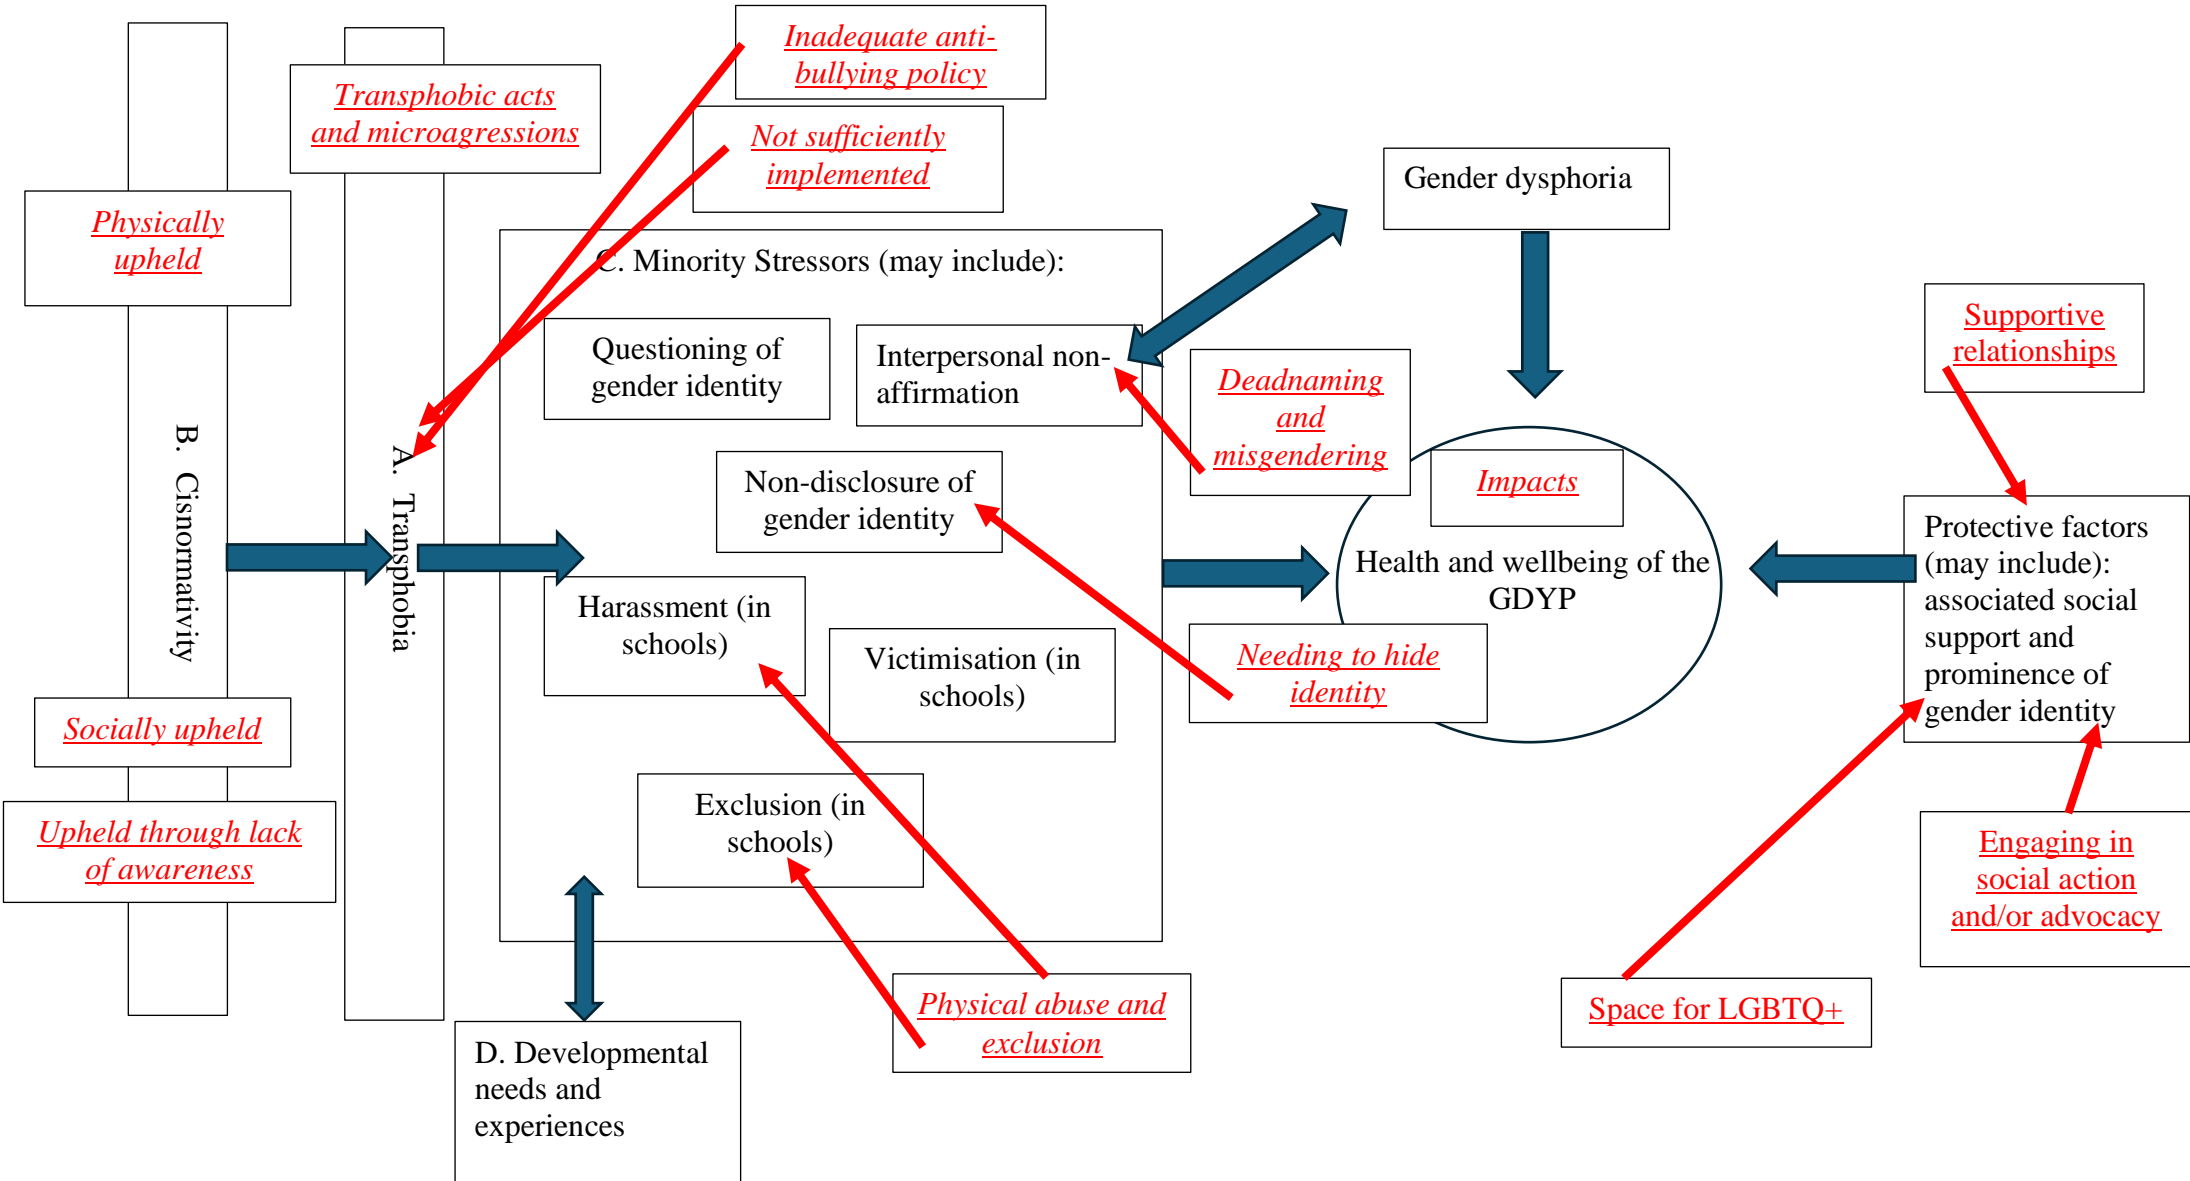 Inadequate anti-
bullying policy
Transphobic acts
and microagressions
Not sufficiently
implemented
Physically
upheld
B. Cisnormativity
Socially upheld
Upheld through lack
of awareness
A. Transphobia
C. Minority Stressors (may include):
Questioning of
gender identity
Interpersonal non-
affirmation
Non-disclosure of
gender identity
Harassment (in
schools)
Victimisation (in
schools)
Exclusion (in
schools)
D. Developmental
needs and
experiences
Physical abuse and
exclusion
Gender dysphoria
Deadnaming
and
misgendering
Impacts
Health and wellbeing of the
GDYP
Needing to hide
identity
Supportive
relationships
Protective factors
(may include):
associated social
support and
prominence of
gender identity
Engaging in
social action
and/or advocacy
Space for LGBTQ+